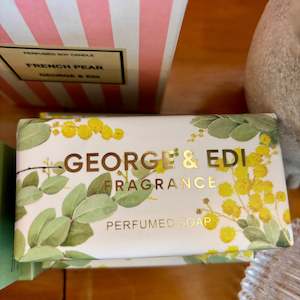 PERFUMED SOY CANDLE
FRENCH PEAR
GEORGE & EDI
GEORGE & EDI
FRAGRANCE
PERFUMED SOAP